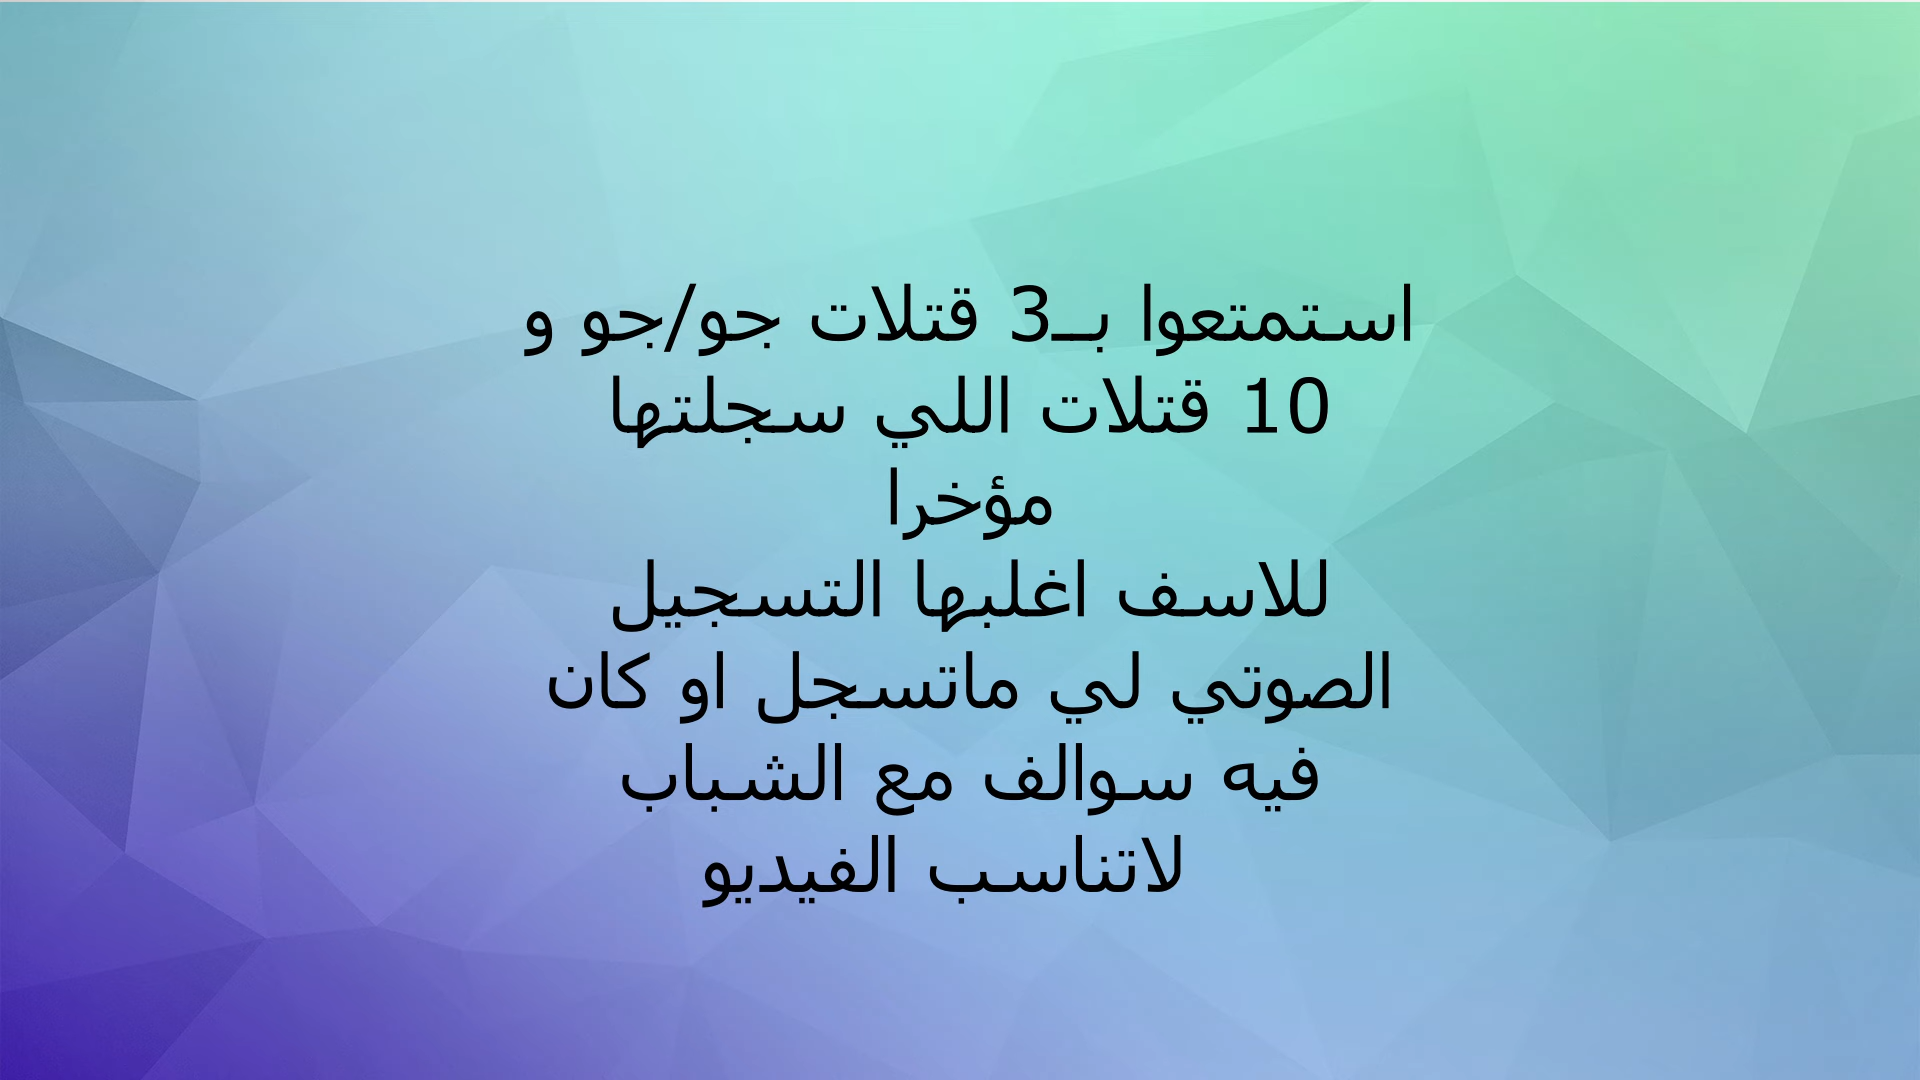 استمتعوا بــ3 قتلات جو/جو و
10 قتلات اللي سجلتها
مؤخرا
للاسف اغلبها التسجيل
الصوتي لي ماتسجل او كان
فيه سوالف مع الشباب
لاتناسب الفيديو